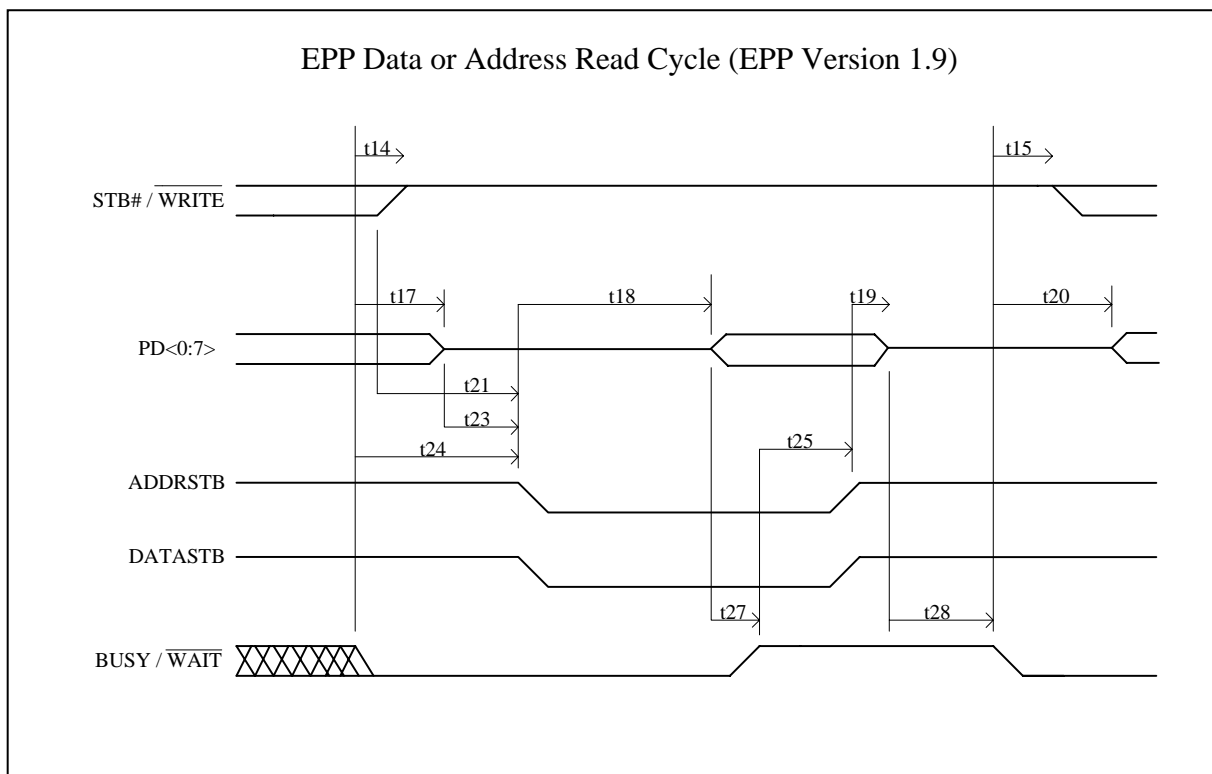 EPP Data or Address Read Cycle (EPP Version 1.9)
t14
t15
STB# / WRITE
t17
t18
t19
t20
PD<0:7>
t21
t23
t25
t24
ADDRSTB
DATASTB
t27
t28
BUSY / WAIT